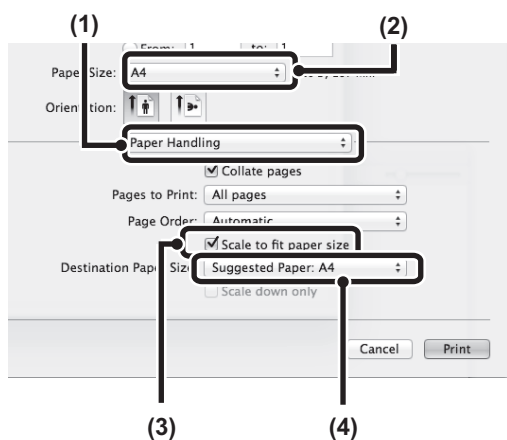 (1) (2)
From: 1 to: 1
Paper Size: A4
Orientation:
Paper Handling
Collate pages
Pages to Print: All pages
Page Order: Automatic
Scale to fit paper size
Destination Paper Size: Suggested Paper: A4
Scale down only
Cancel Print
(3) (4)